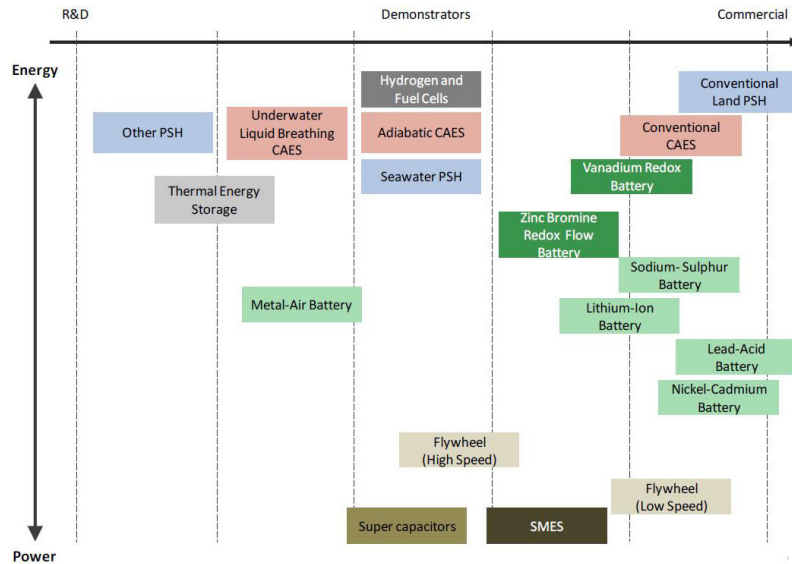 R&D
Demonstrators
Commercial
Energy
Hydrogen and
Fuel Cells
Conventional
Land PSH
Other PSH
Underwater
Liquid Breathing
CAES
Adiabatic CAES
Conventional
CAES
Seawater PSH
Vanadium Redox
Battery
Thermal Energy
Storage
Zinc Bromine
Redox Flow
Battery
Sodium- Sulphur
Battery
Metal-Air Battery
Lithium-Ion
Battery
Lead-Acid
Battery
Nickel-Cadmium
Battery
Flywheel
(High Speed)
Flywheel
(Low Speed)
Super capacitors
SMES
Power